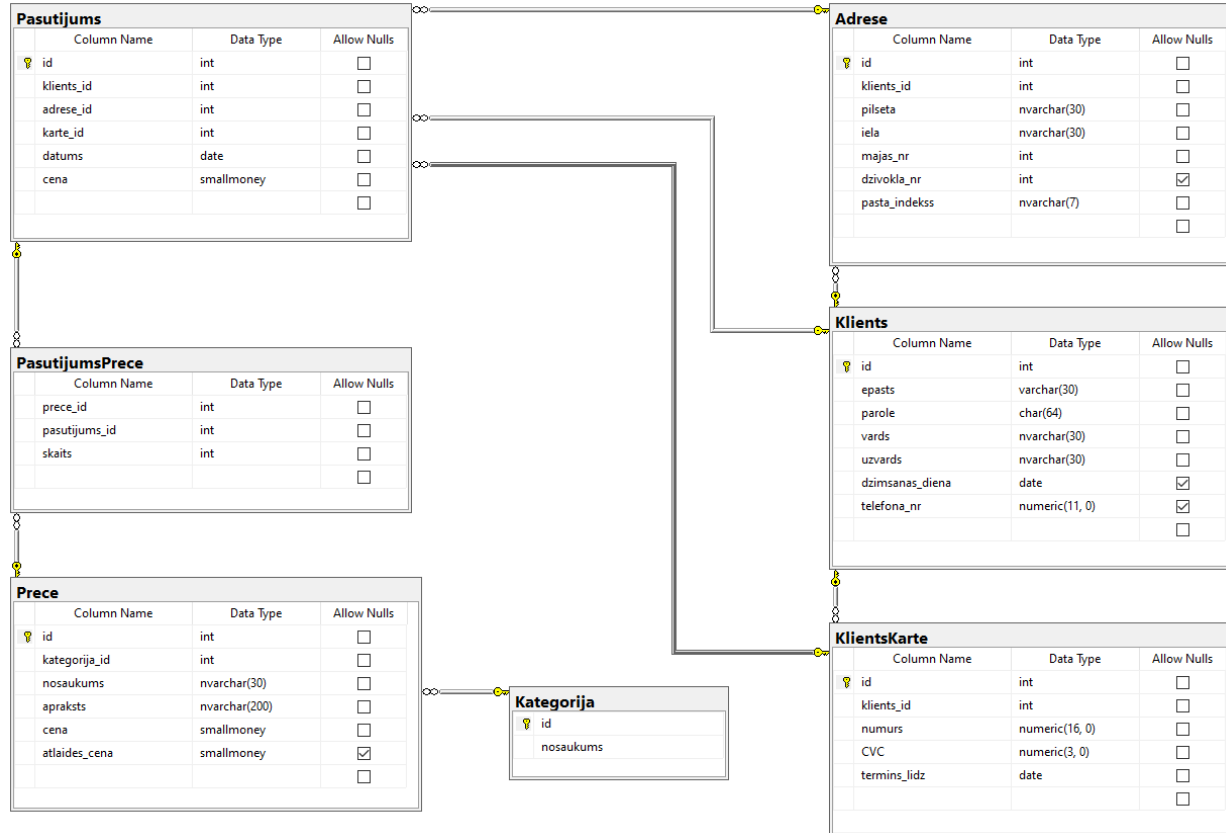 Pasutijums
Column Name Data Type Allow Nulls
id int
klients_id int
adrese_id int
karte_id int
datums date
cena smallmoney
Adrese
Column Name Data Type Allow Nulls
id int
klients_id int
pilseta nvarchar(30)
iela nvarchar(30)
majas_nr int
dzivokla_nr int
pasta_indekss nvarchar(7)
PasutijumsPrece
Column Name Data Type Allow Nulls
prece_id int
pasutijums_id int
skaits int
Klients
Column Name Data Type Allow Nulls
id int
epasts varchar(30)
parole char(64)
vards nvarchar(30)
uzvards nvarchar(30)
dzimsanas_diena date
telefona_nr numeric(11, 0)
Prece
Column Name Data Type Allow Nulls
id int
kategorija_id int
nosaukums nvarchar(30)
apraksts nvarchar(200)
cena smallmoney
atlaides_cena smallmoney
Kategorija
id
nosaukums
KlientsKarte
Column Name Data Type Allow Nulls
id int
klients_id int
numurs numeric(16, 0)
CVC numeric(3, 0)
termins_lidz date